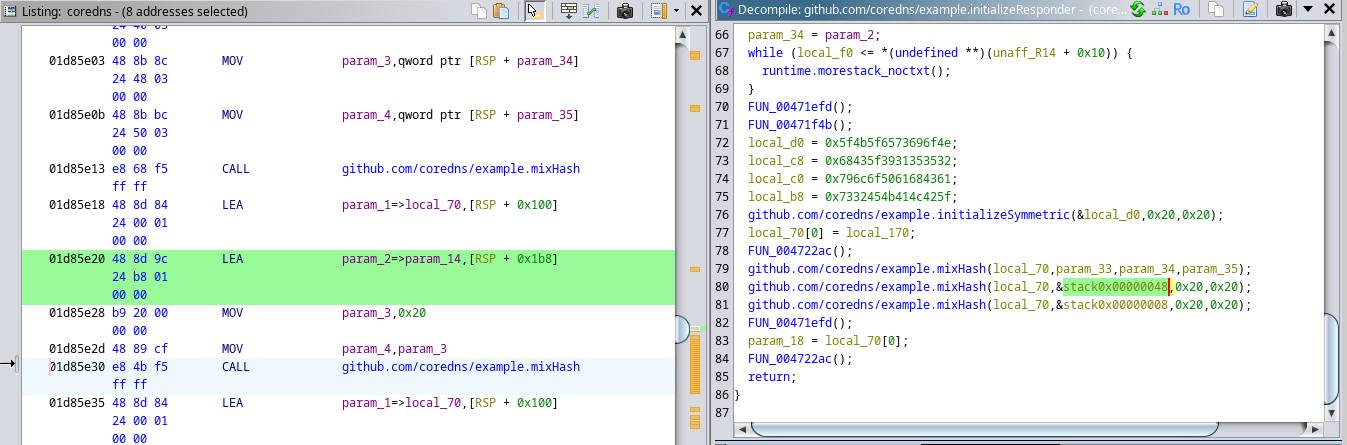 Listing: coredns - (8 addresses selected)
24 40 03
00 00
01d85e03 48 8b 8c MOV param_3,qword ptr [RSP + param_34]
24 48 03
00 00
01d85e0b 48 8b bc MOV param_4,qword ptr [RSP + param_35]
24 50 03
00 00
01d85e13 e8 68 f5 CALL github.com/coredns/example.mixHash
ff ff
01d85e18 48 8d 84 LEA param_1=>local_70,[RSP + 0x100]
24 00 01
00 00
01d85e20 48 8d 9c LEA param_2=>param_14,[RSP + 0x1b8]
24 b8 01
00 00
01d85e28 b9 20 00 MOV param_3,0x20
00 00
01d85e2d 48 89 cf MOV param_4,param_3
01d85e30 e8 4b f5 CALL github.com/coredns/example.mixHash
ff ff
01d85e35 48 8d 84 LEA param_1=>local_70,[RSP + 0x100]
24 00 01
00 00
Decompile: github.com/coredns/example.initializeResponder - (core...
Ro
66 param_34 = param_2;
67 while (local_f0 <= *(undefined **)(unaff_R14 + 0x10)) {
68 runtime.morestack_noctxt();
69 }
70 FUN_00471efd();
71 FUN_00471f4b();
72 local_d0 = 0x5f4b5f6573696f4e;
73 local_c8 = 0x68435f3931353532;
74 local_c0 = 0x796c6f5061684361;
75 local_b8 = 0x7332454b414c425f;
76 github.com/coredns/example.initializeSymmetric(&local_d0,0x20,0x20);
77 local_70[0] = local_170;
78 FUN_004722ac();
79 github.com/coredns/example.mixHash(local_70,param_33,param_34,param_35);
80 github.com/coredns/example.mixHash(local_70,&stack0x00000048,0x20,0x20);
81 github.com/coredns/example.mixHash(local_70,&stack0x00000008,0x20,0x20);
82 FUN_00471efd();
83 param_18 = local_70[0];
84 FUN_004722ac();
85 return;
86 }
87